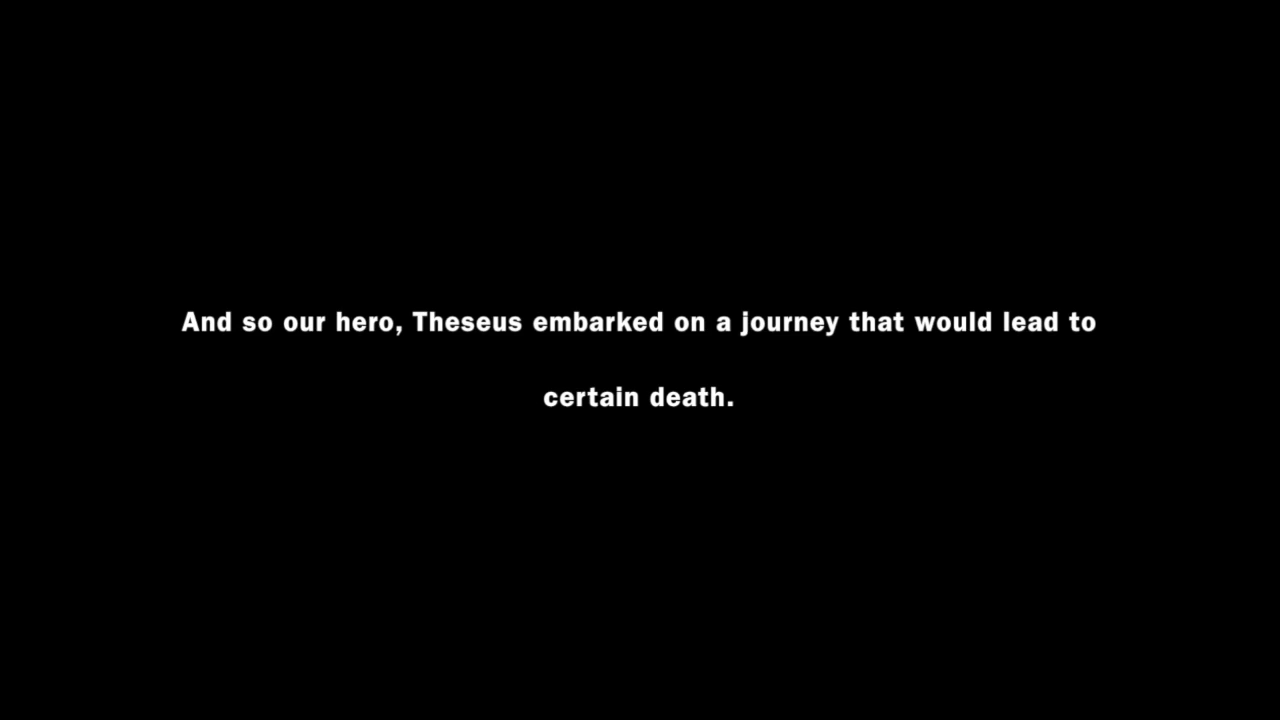 And so our hero, Theseus embarked on a journey that would lead to
certain death.